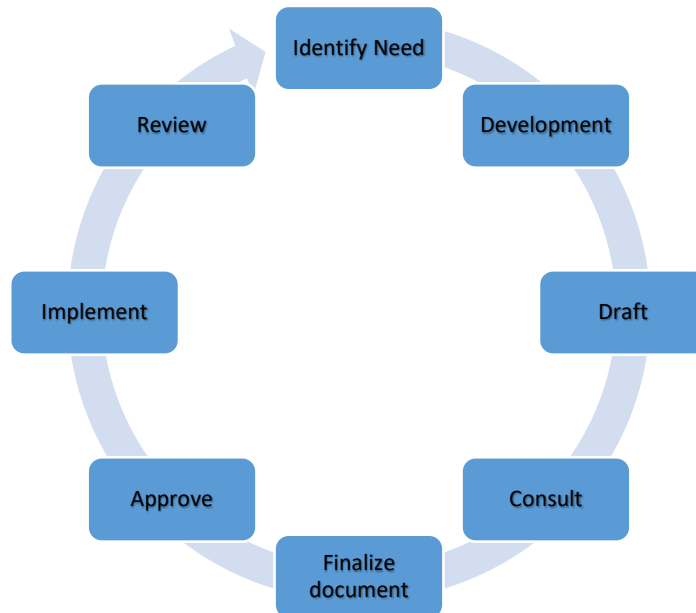 Identify Need
Development
Draft
Consult
Finalize
document
Approve
Implement
Review